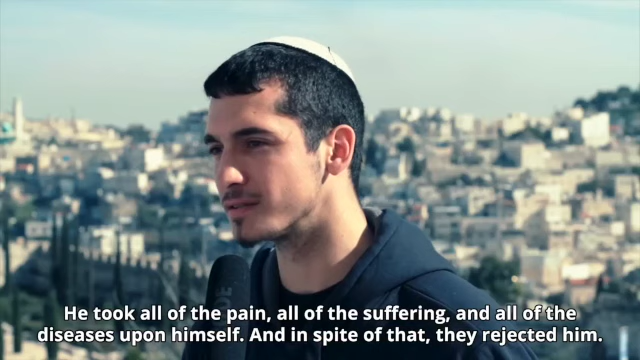 He took all of the pain, all of the suffering, and all of the
diseases upon himself. And in spite of that, they rejected him.